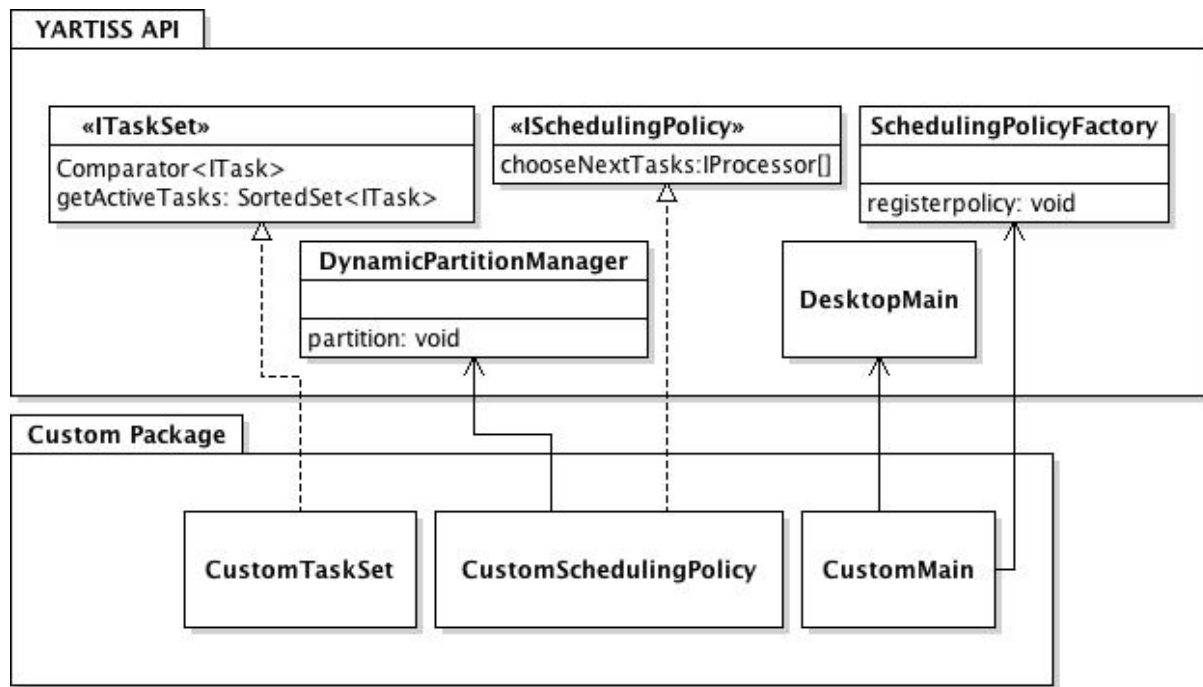 YARTISS API
«ITaskSet»
Comparator<ITask>
getActiveTasks: SortedSet<ITask>
«ISchedulingPolicy»
chooseNextTasks:IProcessor[]
SchedulingPolicyFactory
registerpolicy: void
DynamicPartitionManager
partition: void
DesktopMain
Custom Package
CustomTaskSet
CustomSchedulingPolicy
CustomMain